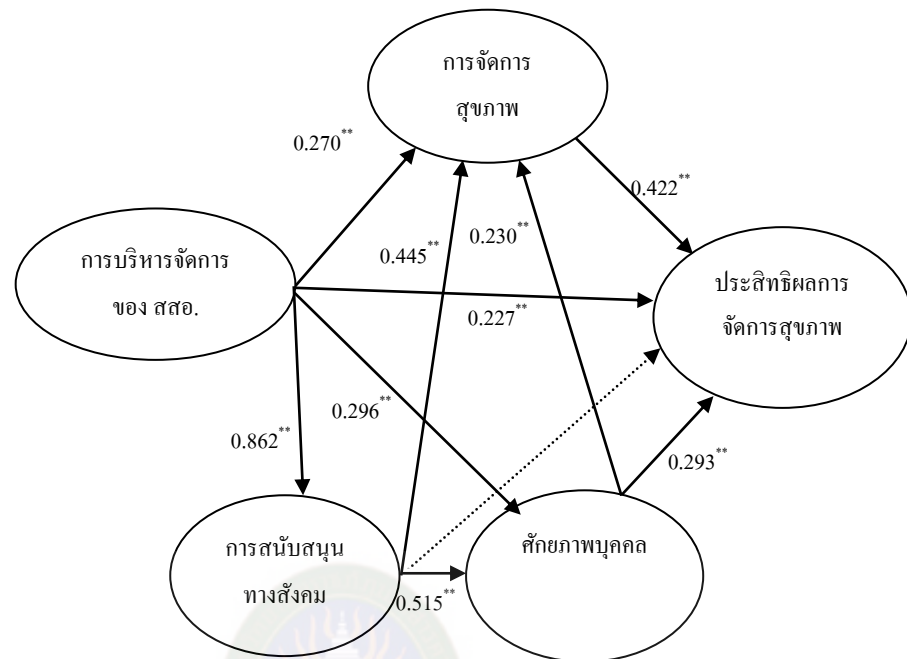 การจัดการ
สุขภาพ
0.270**
0.422**
0.445**
0.230**
การบริหารจัดการ
ของ สสอ.
ประสิทธิผลการ
จัดการสุขภาพ
0.227**
0.296**
0.862**
0.293**
การสนับสนุน
ทางสังคม
ศักยภาพบุคคล
0.515**